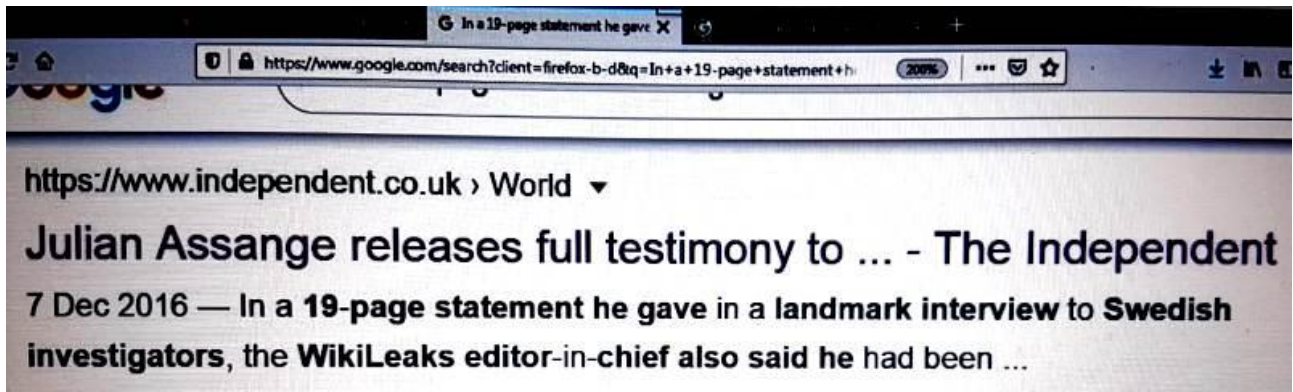 G In a 19-page statement he gave X
https://www.google.com/search?client=firefox-b-d&q=In+a+19-page+statement+h 200%
https://www.independent.co.uk › World
Julian Assange releases full testimony to ... - The Independent
7 Dec 2016 — In a 19-page statement he gave in a landmark interview to Swedish
investigators, the WikiLeaks editor-in-chief also said he had been ...